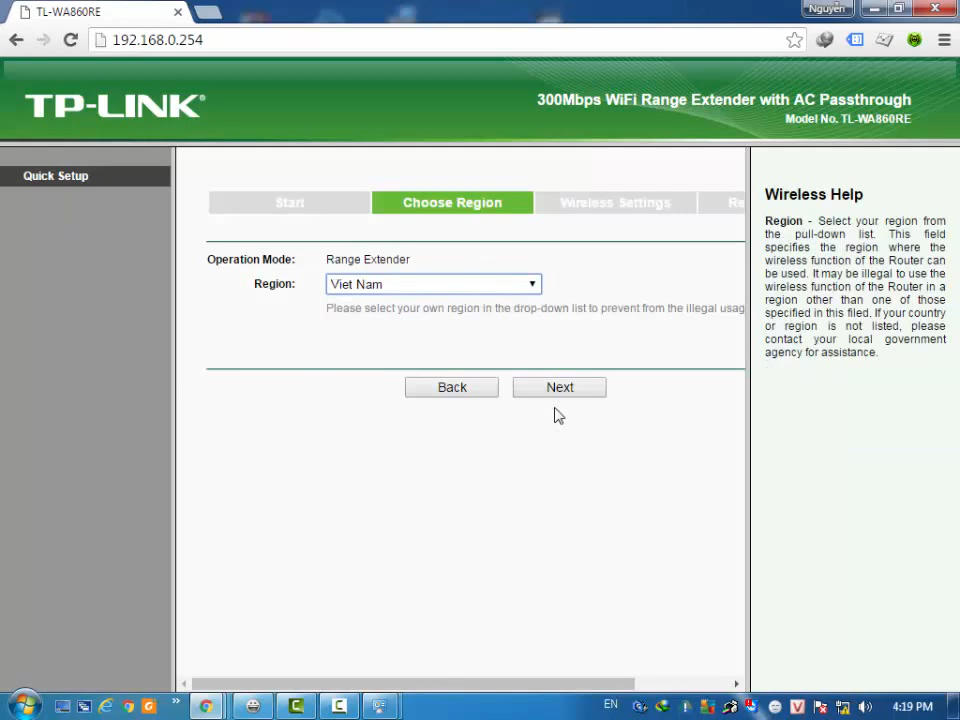 TL-WA860RE
Nguyên
192.168.0.254
TP-LINK®
300Mbps WiFi Range Extender with AC Passthrough
Model No. TL-WA860RE
Quick Setup
Start
Choose Region
Wireless Settings
Re
Operation Mode:
Range Extender
Region:
Viet Nam
Please select your own region in the drop-down list to prevent from the illegal usag
Back
Next
Wireless Help
Region - Select your region from
the pull-down list. This field
specifies the region where the
wireless function of the Router can
be used. It may be illegal to use the
wireless function of the Router in a
region other than one of those
specified in this filed. If your country
or region is not listed, please
contact your local government
agency for assistance.
EN
4:19 PM